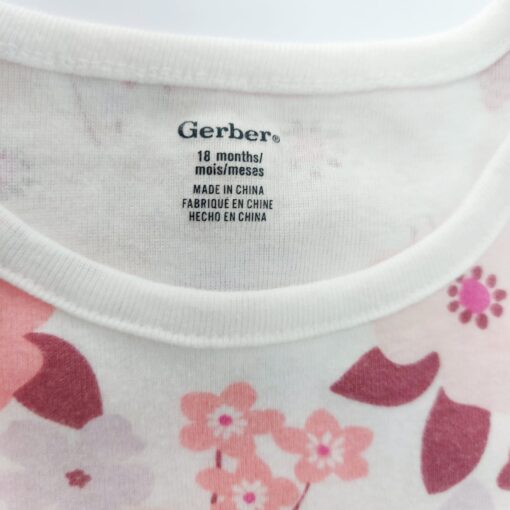 Gerber®
18 months/
mois/meses
MADE IN CHINA
FABRIQUÉ EN CHINE
HECHO EN CHINA